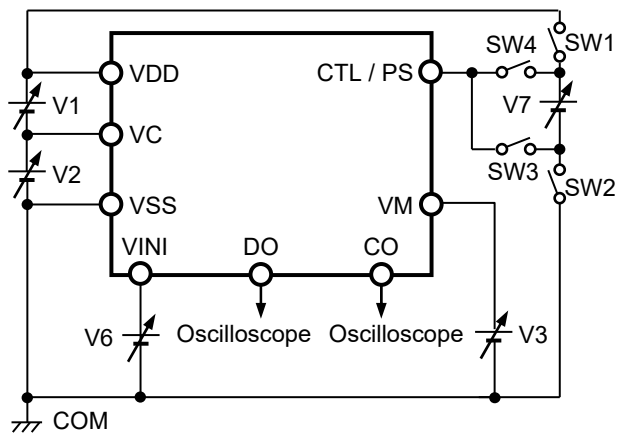 SW4
SW1
VDD
CTL / PS
V1
V7
VC
V2
SW3
SW2
VSS
VM
VINI
DO
CO
V6
Oscilloscope
Oscilloscope
V3
COM